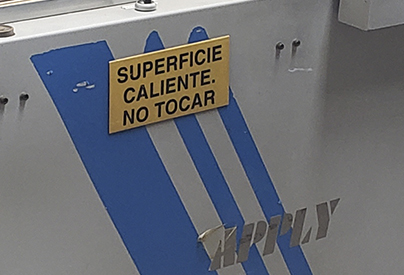 SUPERFICIE
CALIENTE.
NO TOCAR
APPLY